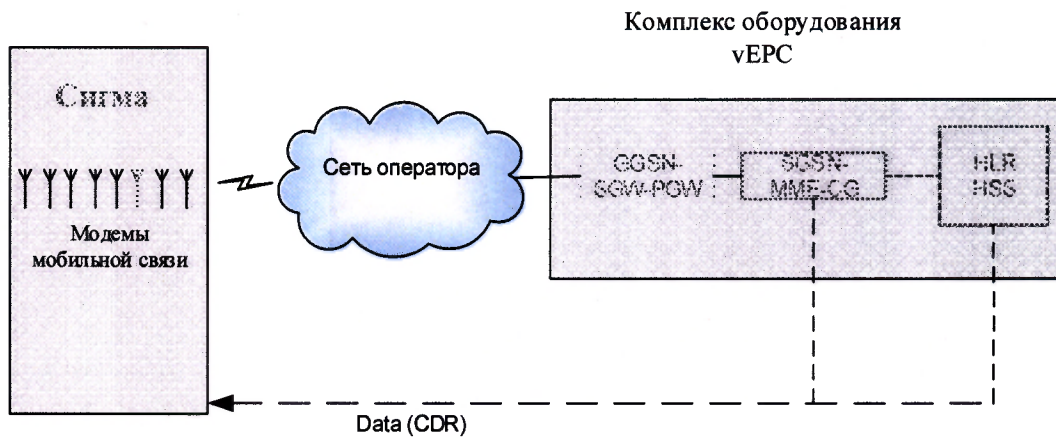 Комплекс оборудования
vEPC
Сигма
Сеть оператора
GGSN-
SGW-PGW
SGSN-
MME-CG
HLR
HSS
Модемы
мобильной связи
Data (CDR)